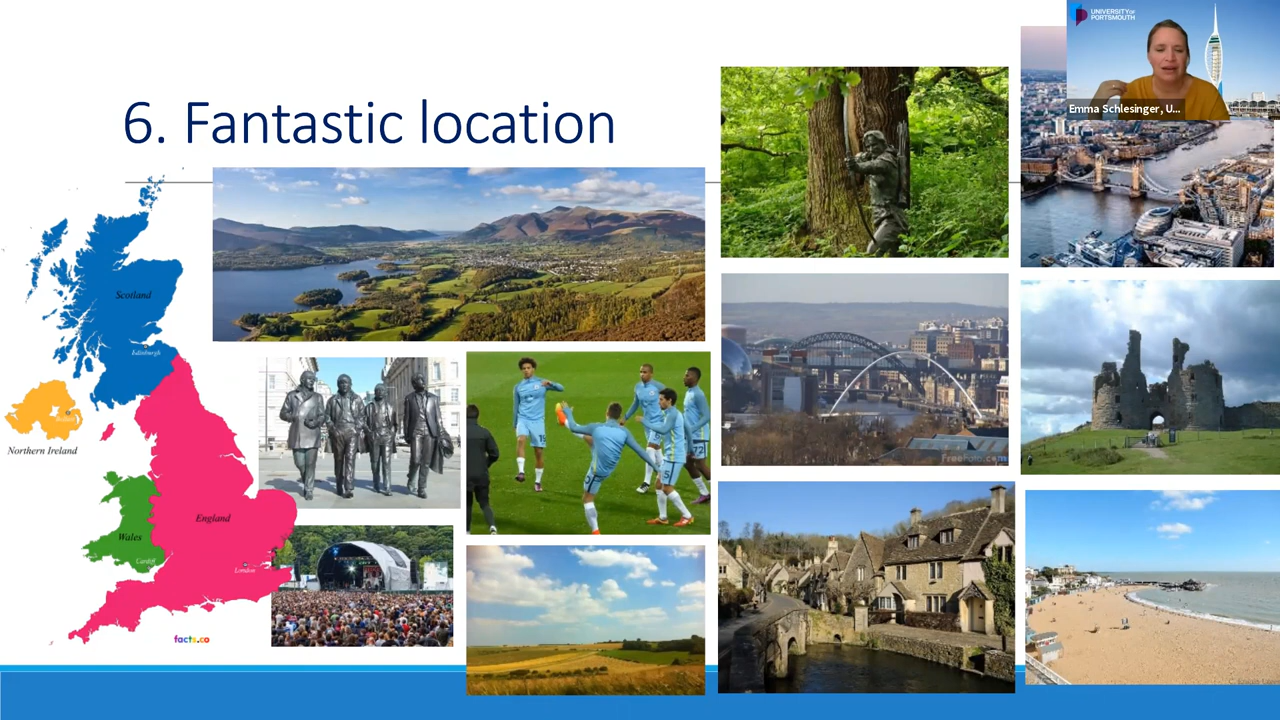 UNIVERSITY OF
PORTSMOUTH
Emma Schlesinger, U...
6. Fantastic location
Scotland
Edinburgh
Northern Ireland
England
Wales
Cardiff
London
facts.co
FreeFoto.com